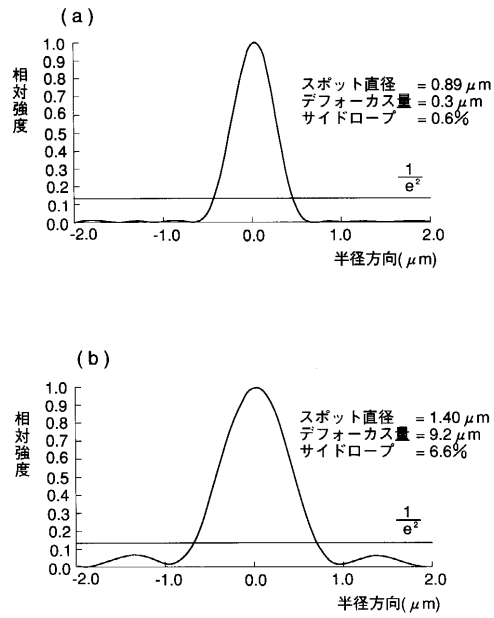 (a)
相対強度
1.0
0.9
0.8
0.7
0.6
0.5
0.4
0.3
0.2
0.1
0.0
スポット直径 = 0.89 μm
デフォーカス量 = 0.3 μm
サイドローブ = 0.6%
1
e²
-2.0 -1.0 0.0 1.0 2.0
半径方向(μm)
(b)
相対強度
1.0
0.9
0.8
0.7
0.6
0.5
0.4
0.3
0.2
0.1
0.0
スポット直径 = 1.40 μm
デフォーカス量 = 9.2 μm
サイドローブ = 6.6%
1
e²
-2.0 -1.0 0.0 1.0 2.0
半径方向(μm)